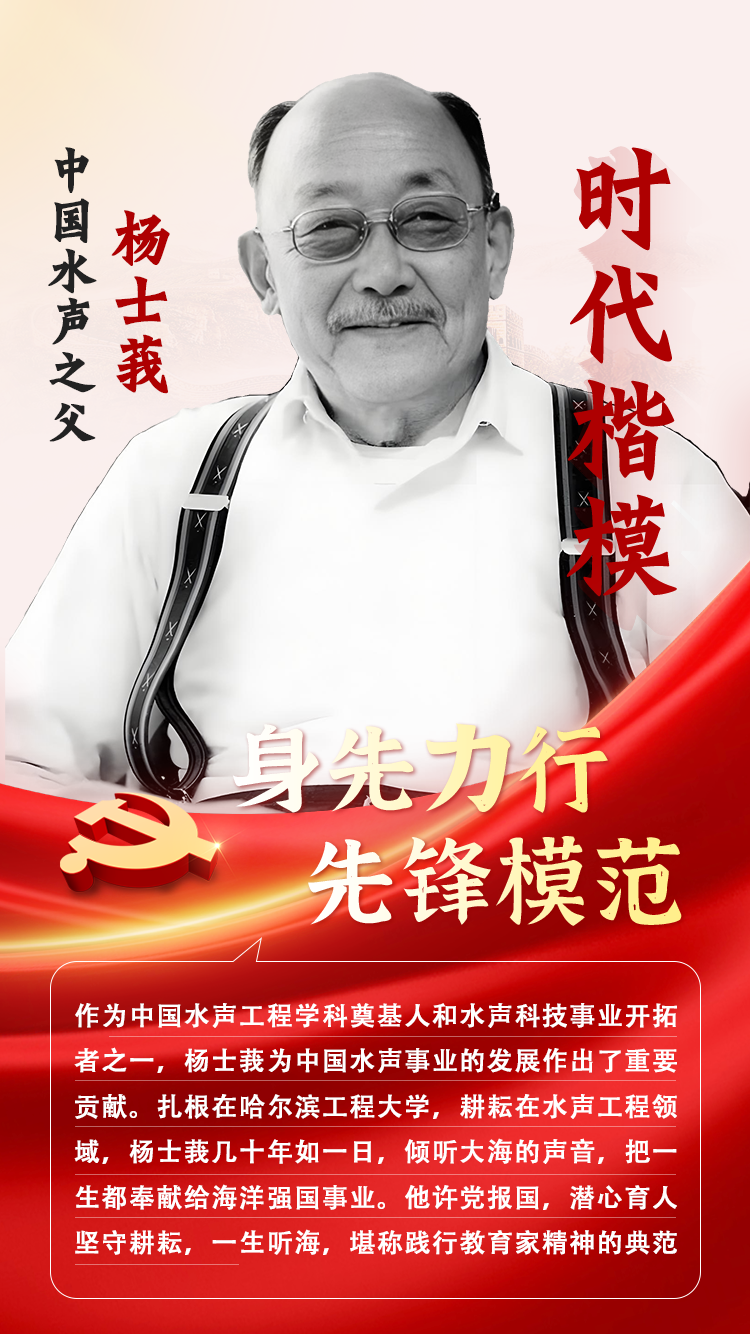 时代楷模
杨士莪
中国水声之父
身先力行
先锋模范
作为中国水声工程学科奠基人和水声科技事业开拓
者之一，杨士莪为中国水声事业的发展作出了重要
贡献。扎根在哈尔滨工程大学，耕耘在水声工程领
域，杨士莪几十年如一日，倾听大海的声音，把一
生都奉献给海洋强国事业。他许党报国，潜心育人
坚守耕耘，一生听海，堪称践行教育家精神的典范